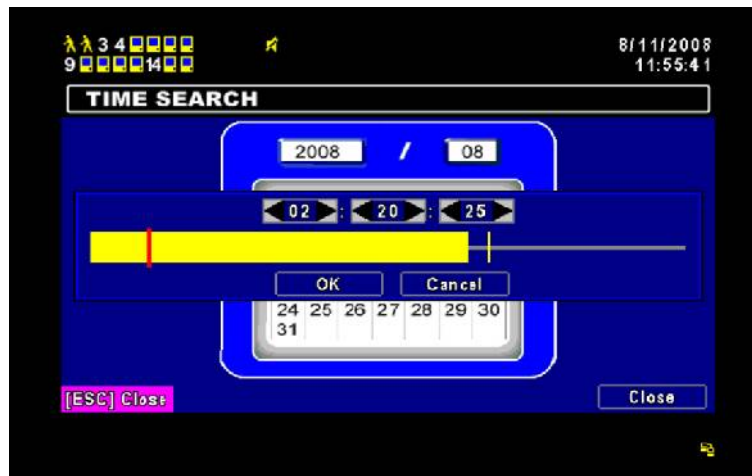 3 4 8/11/2008
9 14 11:55:41
TIME SEARCH
2008 / 08
02 : 20 : 25
OK Cancel
24 25 26 27 28 29 30
31
[ESC] Close Close